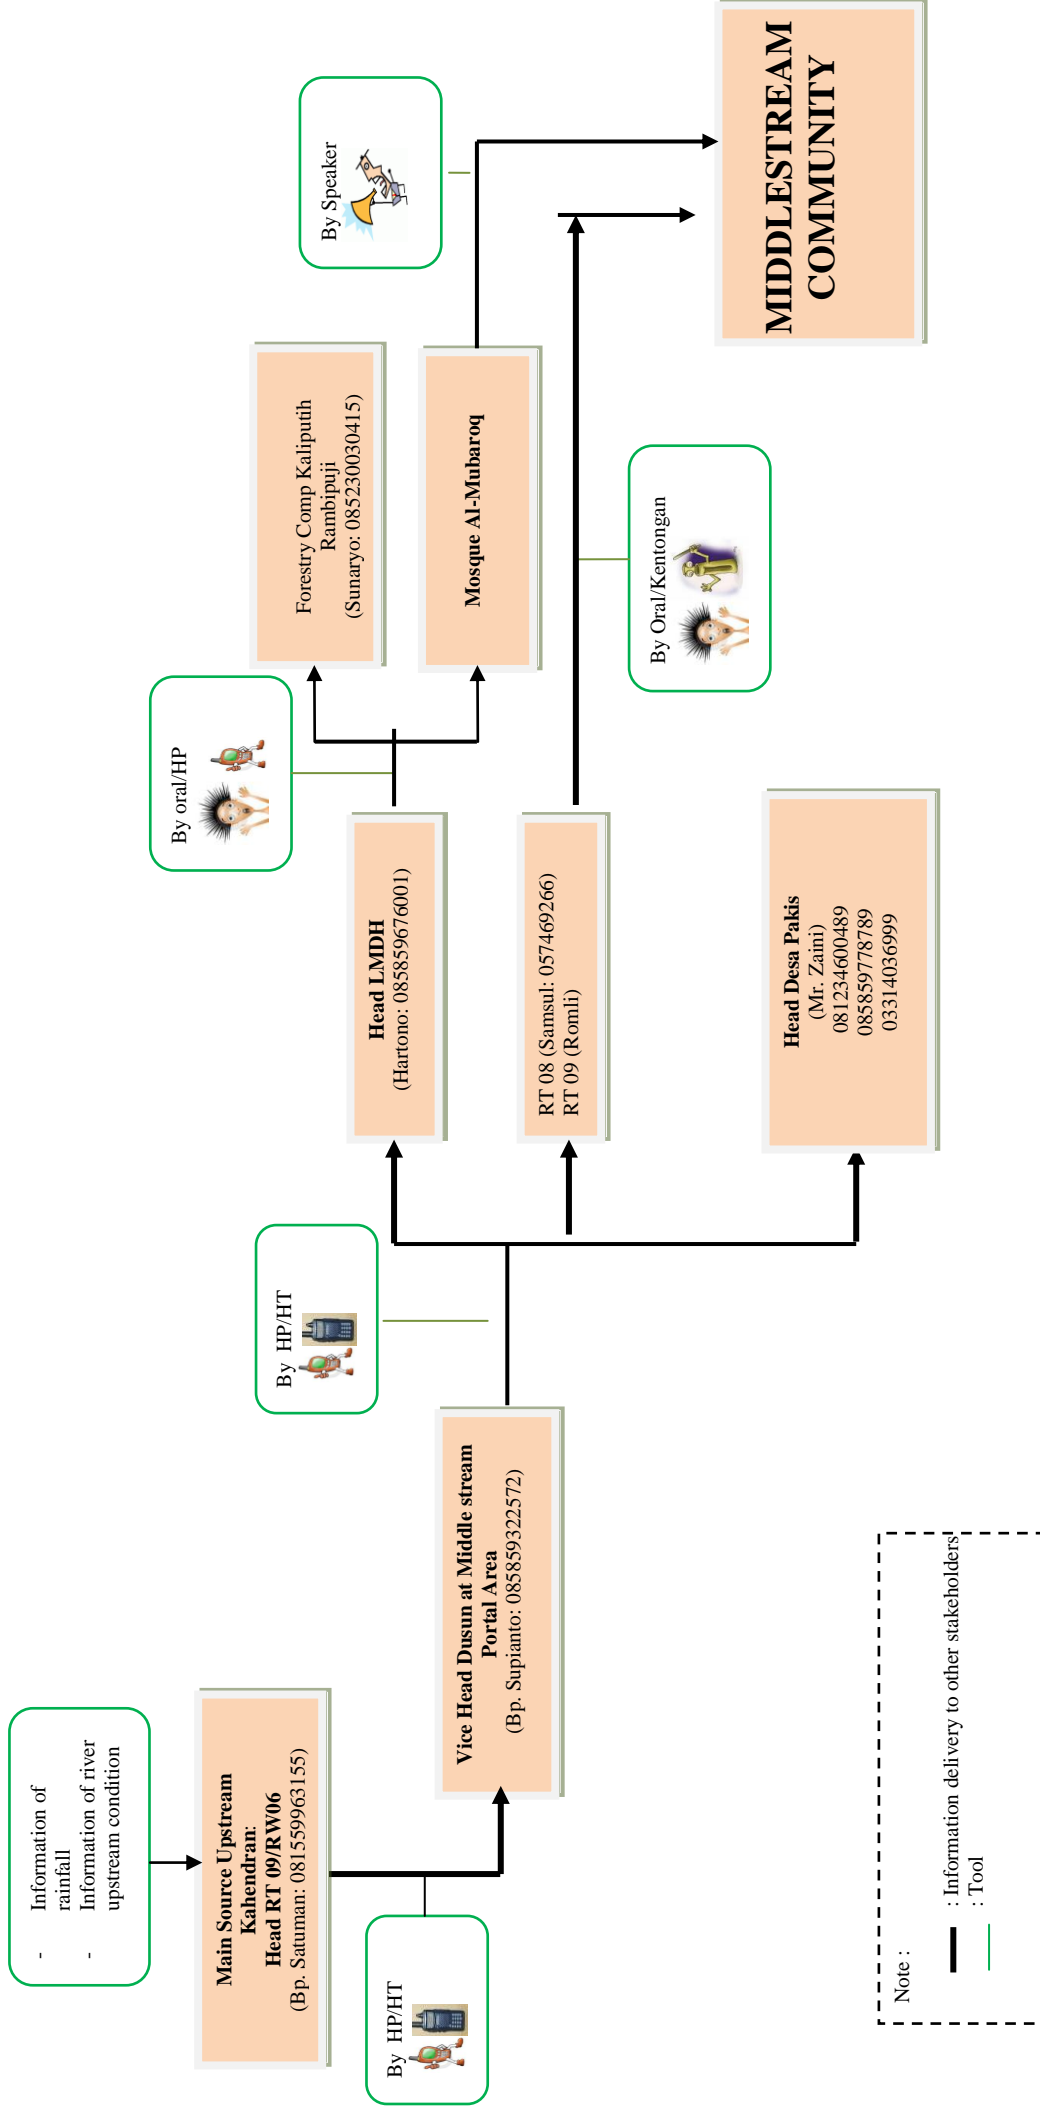 - Information of
rainfall
- Information of river
upstream condition
Main Source Upstream
Kahendran:
Head RT 09/RW06
(Bp. Satuman: 081559963155)
By HP/HT
Vice Head Dusun at Middle stream
Portal Area
(Bp. Supianto: 085859322572)
By HP/HT
Head LMDH
(Hartono: 085859676001)
RT 08 (Samsul: 057469266)
RT 09 (Romli)
Head Desa Pakis
(Mr. Zaini)
081234600489
085859778789
03314036999
By oral/HP
Forestry Comp Kaliputih
Rambipuji
(Sunaryo: 085230030415)
Mosque Al-Mubaroq
By Oral/Kentongan
By Speaker
MIDDLESTREAM
COMMUNITY
Note :
: Information delivery to other stakeholders
: Tool